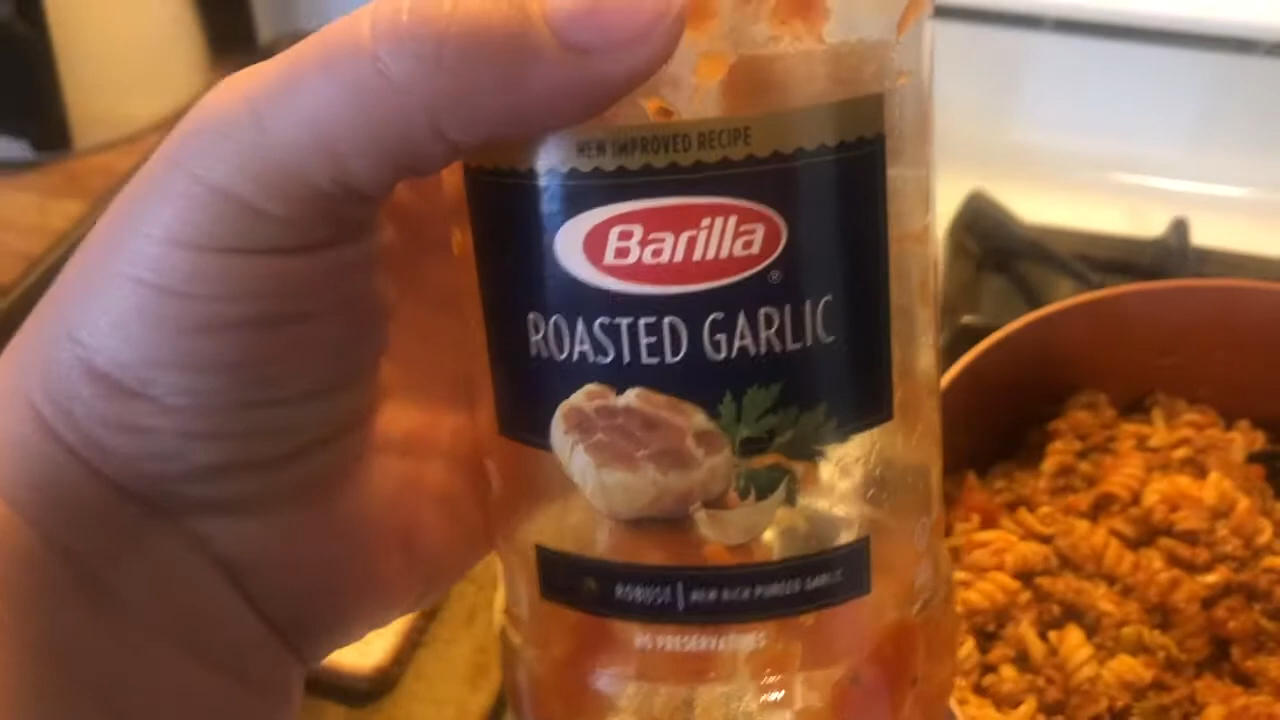 NEW IMPROVED RECIPE
Barilla
®
ROASTED GARLIC
ROBUST | NEW RICH PUREED GARLIC
NO PRESERVATIVES